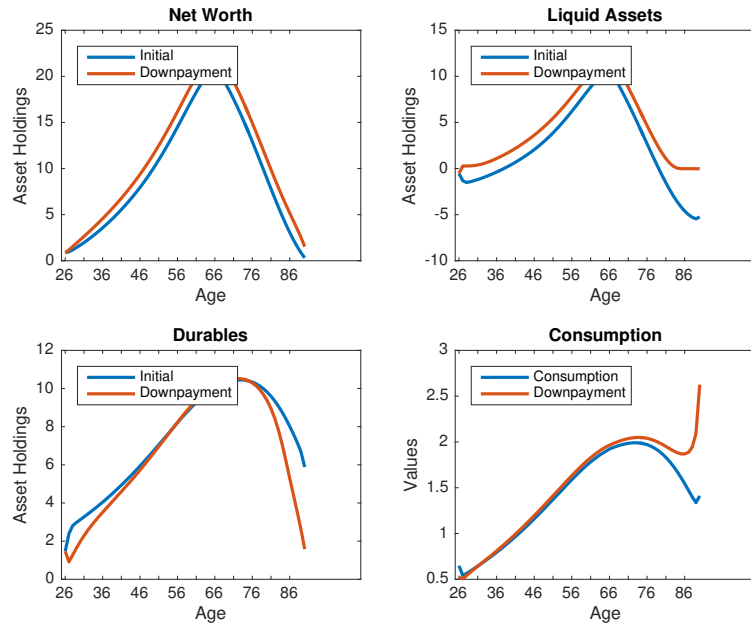 Net Worth
25
20
15
10
5
0
Asset Holdings
Initial
Downpayment
26 36 46 56 66 76 86
Age
Liquid Assets
15
10
5
0
-5
-10
Asset Holdings
Initial
Downpayment
26 36 46 56 66 76 86
Age
Durables
12
10
8
6
4
2
0
Asset Holdings
Initial
Downpayment
26 36 46 56 66 76 86
Age
Consumption
3
2.5
2
1.5
1
0.5
Values
Consumption
Downpayment
26 36 46 56 66 76 86
Age